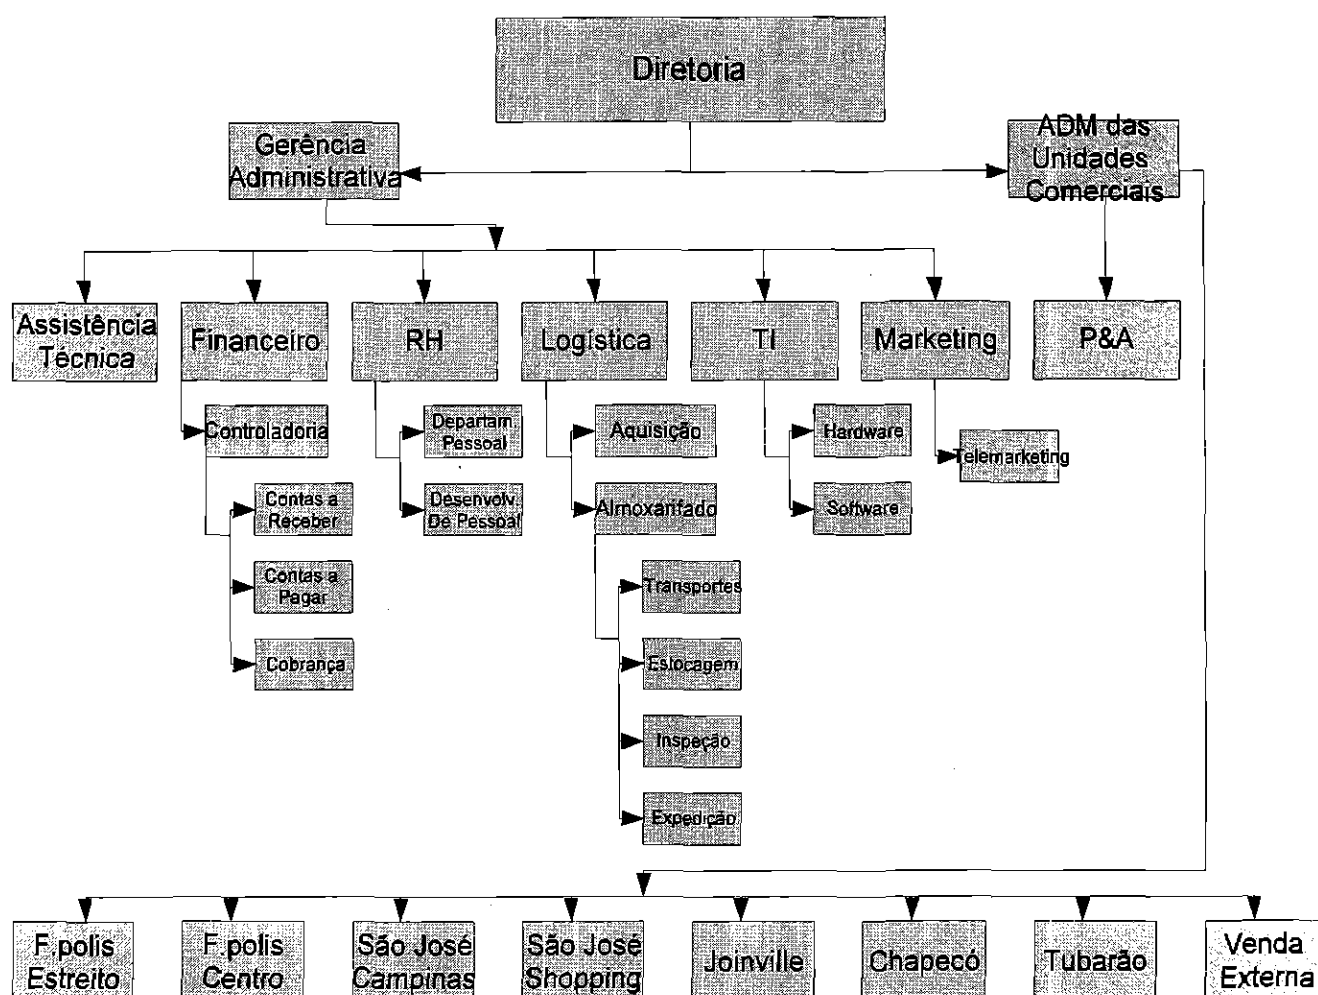 Diretoria
Gerência
Administrativa
ADM das
Unidades
Comerciais
Assistência
Técnica
Financeiro
RH
Logística
TI
Marketing
P&A
Controladoria
Departam.
Pessoal
Aquisição
Hardware
Telemarketing
Contas a
Receber
Desenvolv.
De Pessoal
Almoxarifado
Software
Contas a
Pagar
Transportes
Cobrança
Estocagem
Inspeção
Expedição
F.polis
Estreito
F.polis
Centro
São José
Campinas
São José
Shopping
Joinville
Chapecó
Tubarão
Venda
Externa